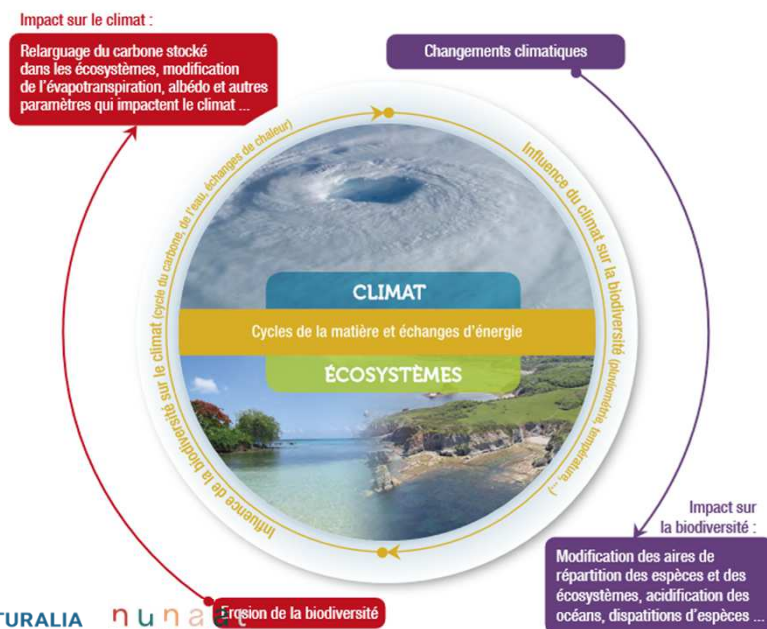 Impact sur le climat :
Relarguage du carbone stocké
dans les écosystèmes, modification
de l'évapotranspiration, albédo et autres
paramètres qui impactent le climat ...
Changements climatiques
Influence de la biodiversité sur le climat (cycle du carbone, de l'eau, échanges de chaleur)
Influence du climat sur la biodiversité (pluviométrie, température, ...)
CLIMAT
Cycles de la matière et échanges d'énergie
ÉCOSYSTÈMES
Impact sur
la biodiversité :
Modification des aires de
répartition des espèces et des
écosystèmes, acidification des
océans, dispatitions d'espèces ...
Erosion de la biodiversité
TURALIA